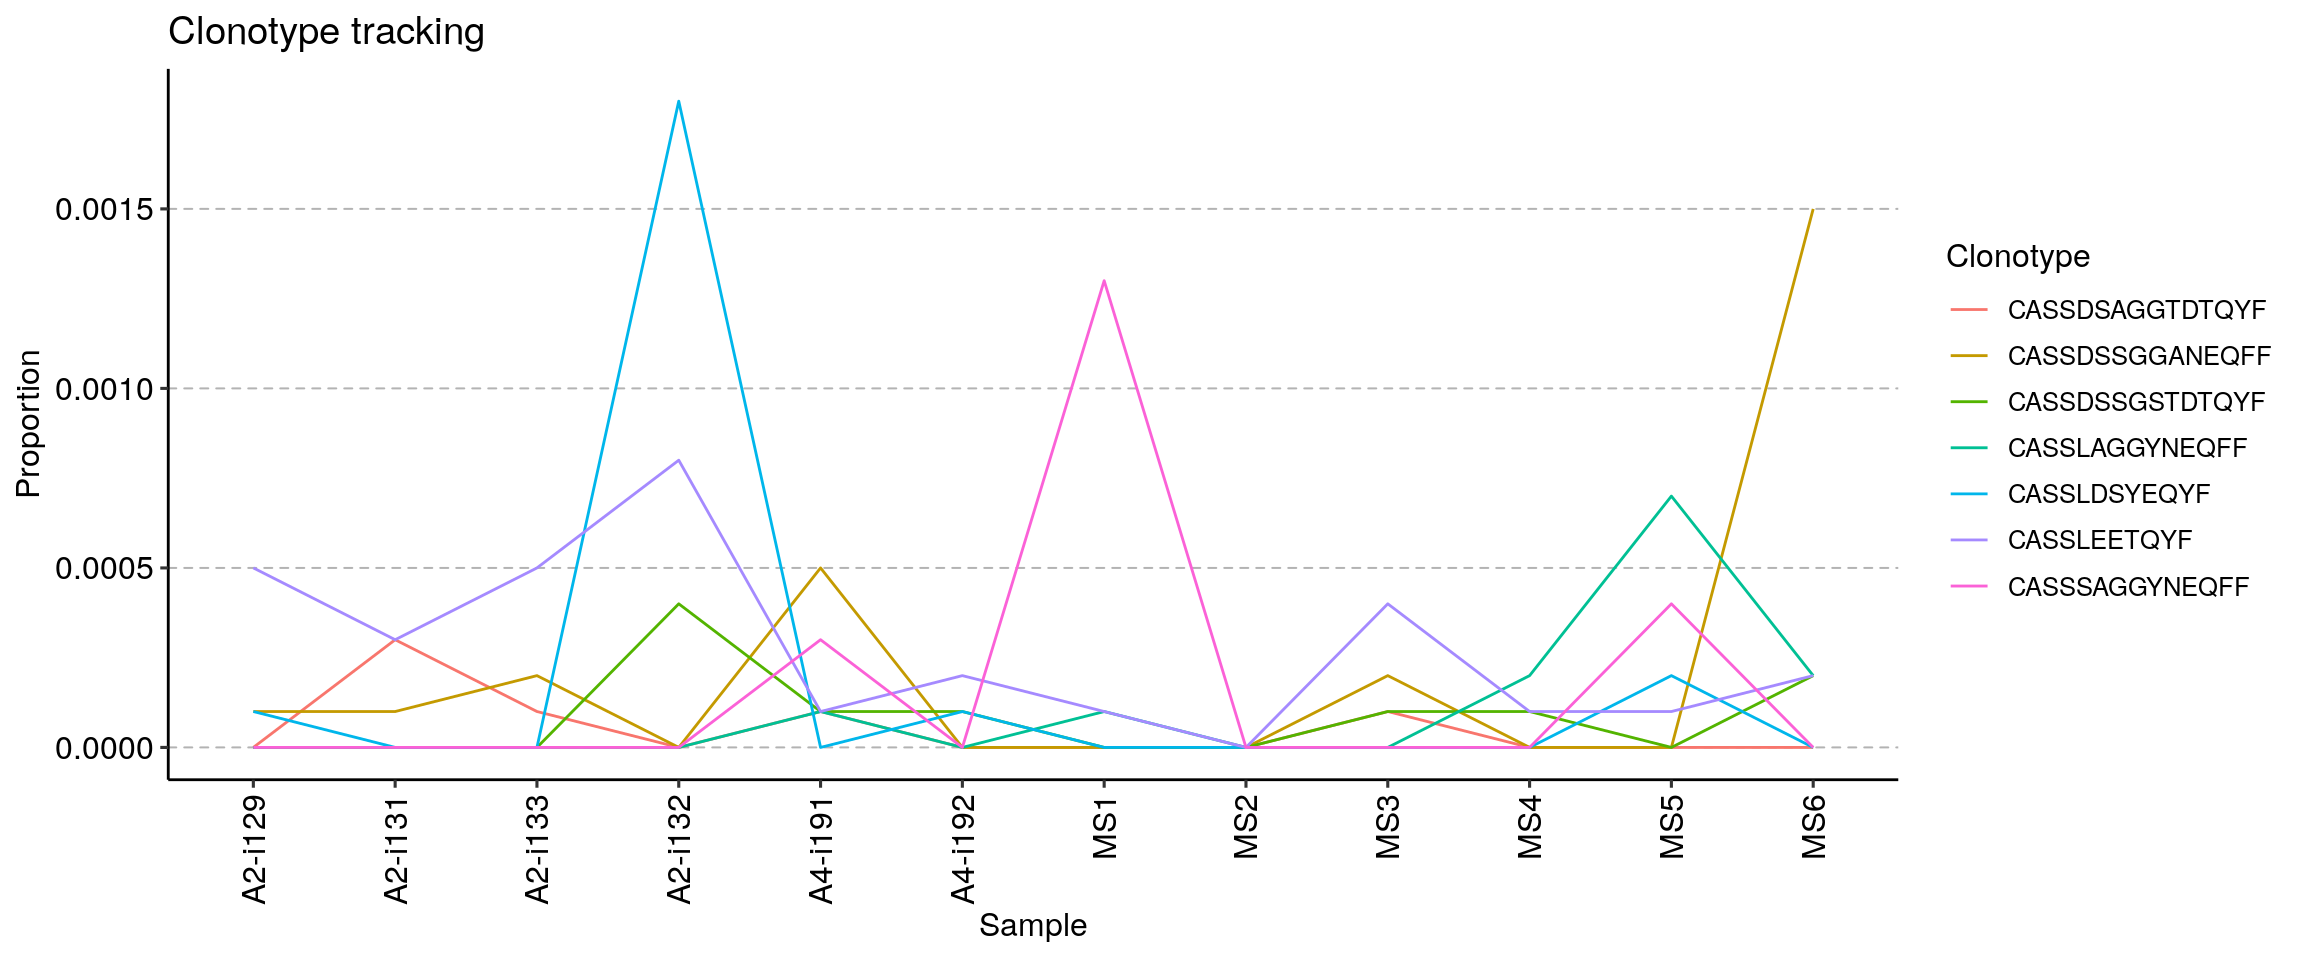 Clonotype tracking
Proportion
0.0015
0.0010
0.0005
0.0000
A2-i129
A2-i131
A2-i133
A2-i132
A4-i191
A4-i192
MS1
MS2
MS3
MS4
MS5
MS6
Sample
Clonotype
CASSDSAGGTDTQYF
CASSDSSGGANEQFF
CASSDSSGSTDTQYF
CASSLAGGYNEQFF
CASSLDSYEQYF
CASSLEETQYF
CASSSAGGYNEQFF